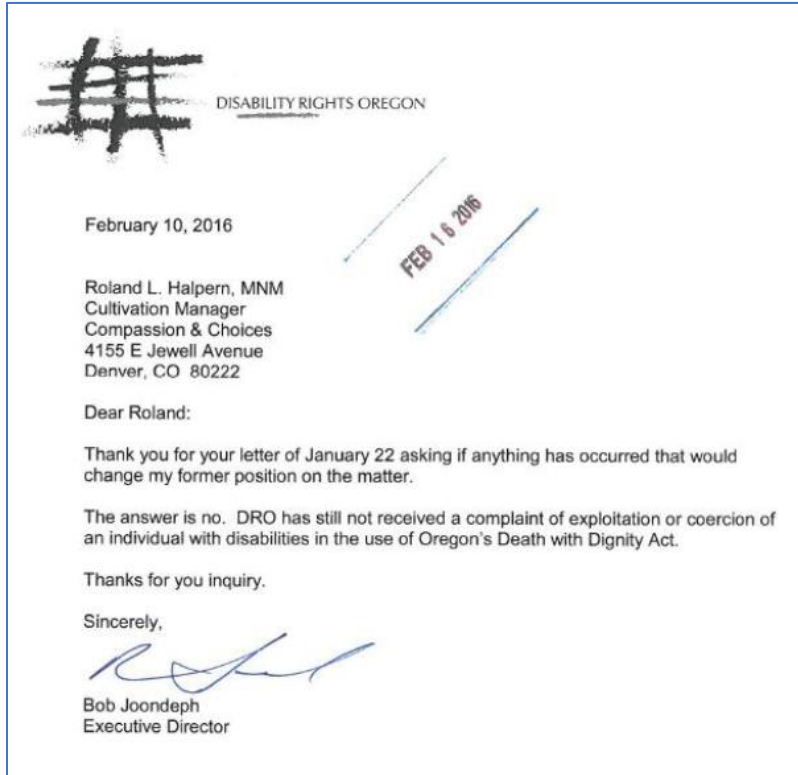 DISABILITY RIGHTS OREGON
February 10, 2016
FEB 16 2016
Roland L. Halpern, MNM
Cultivation Manager
Compassion & Choices
4155 E Jewell Avenue
Denver, CO 80222
Dear Roland:
Thank you for your letter of January 22 asking if anything has occurred that would
change my former position on the matter.
The answer is no. DRO has still not received a complaint of exploitation or coercion of
an individual with disabilities in the use of Oregon's Death with Dignity Act.
Thanks for you inquiry.
Sincerely,
Bob Joondeph
Executive Director